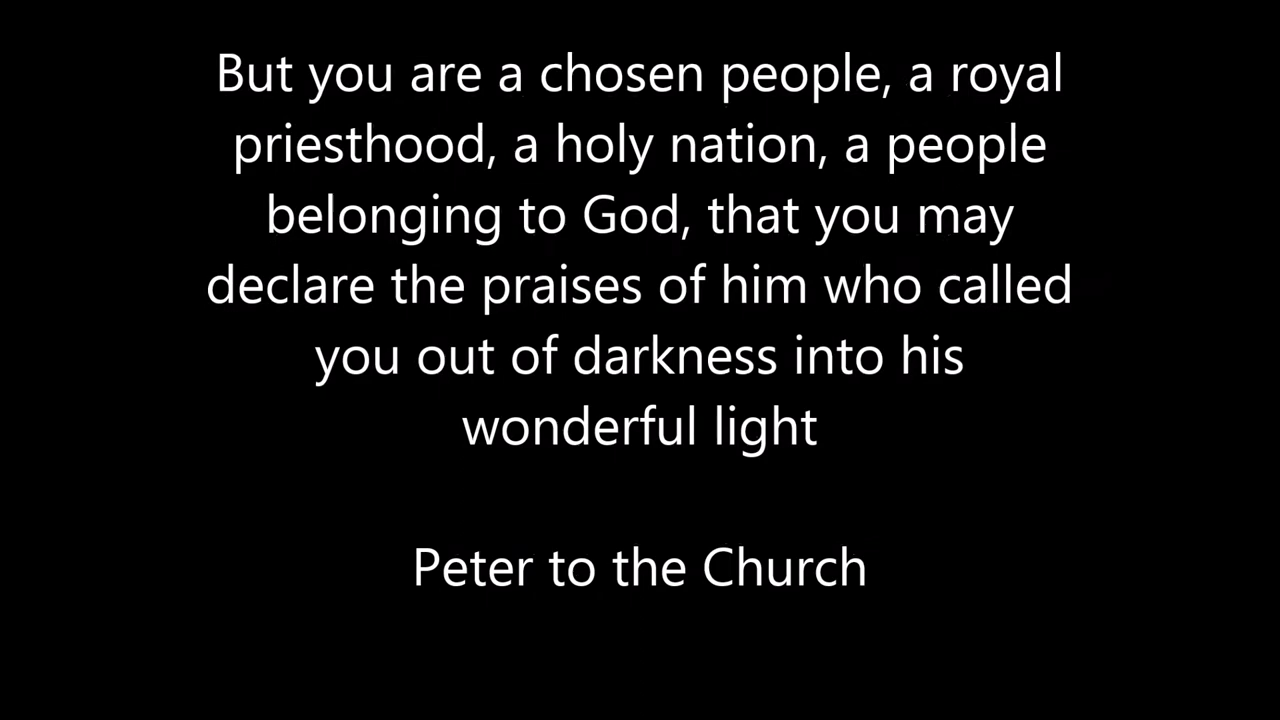 But you are a chosen people, a royal
priesthood, a holy nation, a people
belonging to God, that you may
declare the praises of him who called
you out of darkness into his
wonderful light
Peter to the Church